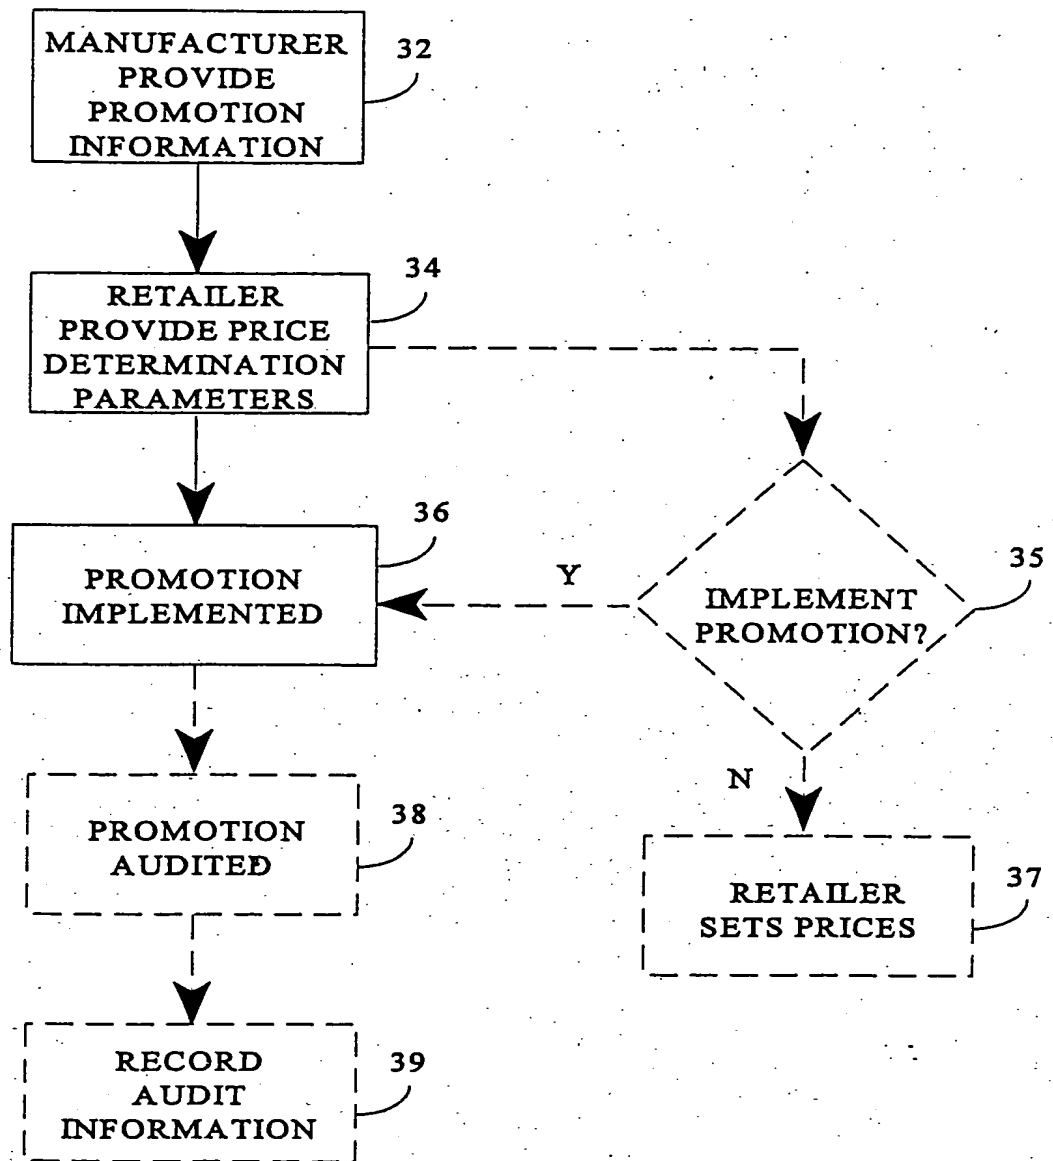 MANUFACTURER
PROVIDE
PROMOTION
INFORMATION
32
RETAILER
PROVIDE PRICE
DETERMINATION
PARAMETERS
34
PROMOTION
IMPLEMENTED
36
Y
IMPLEMENT
PROMOTION?
35
N
PROMOTION
AUDITED
38
RETAILER
SETS PRICES
37
RECORD
AUDIT
INFORMATION
39